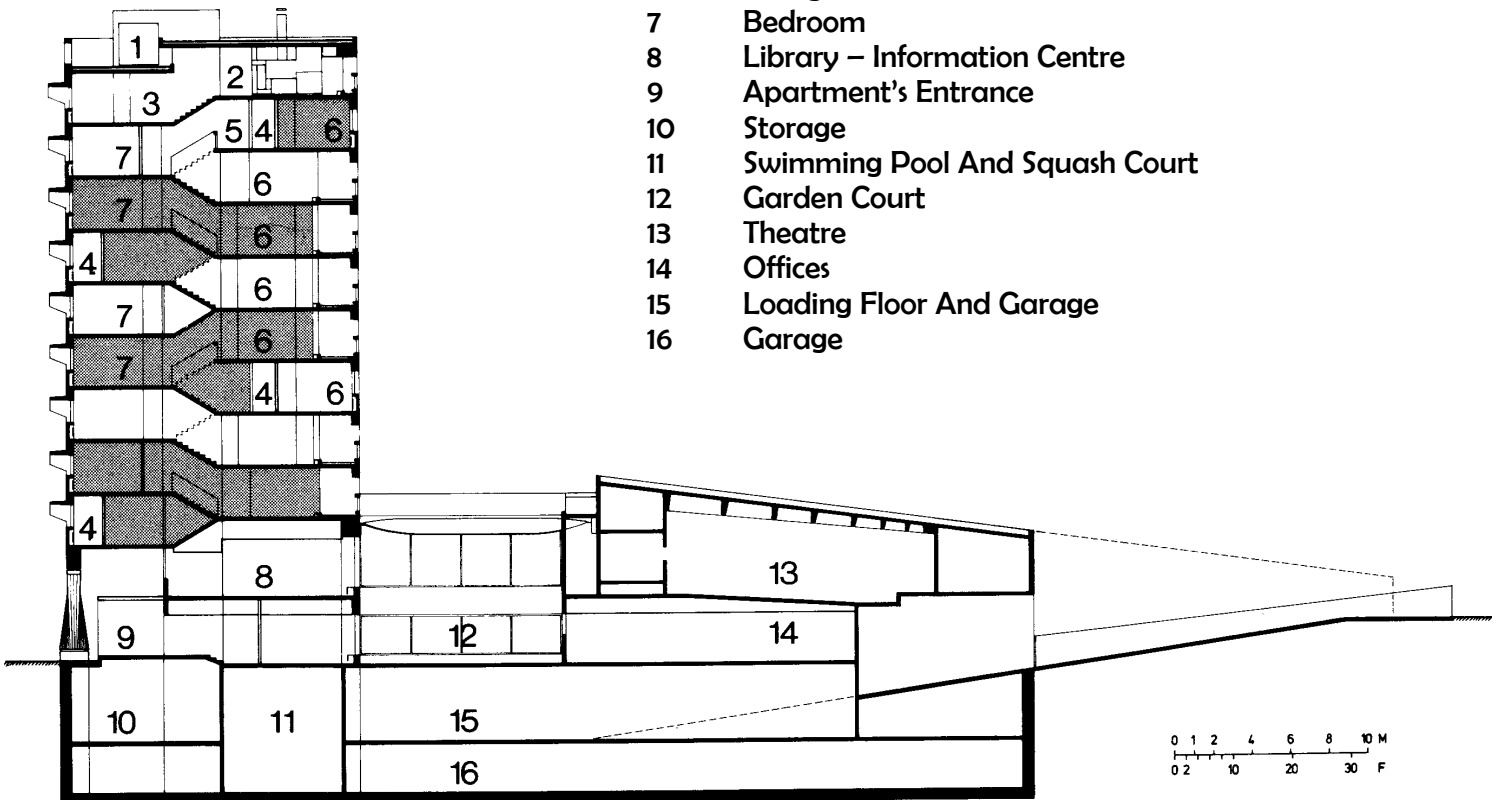 7 Bedroom
8 Library – Information Centre
9 Apartment's Entrance
10 Storage
11 Swimming Pool And Squash Court
12 Garden Court
13 Theatre
14 Offices
15 Loading Floor And Garage
16 Garage
1
2
3
5 4 6
7
6
7
6
4
6
7
6
7
4 6
4
8
13
9
12
14
10
11
15
16
0 1 2 4 6 8 10 M
0 2 10 20 30 F